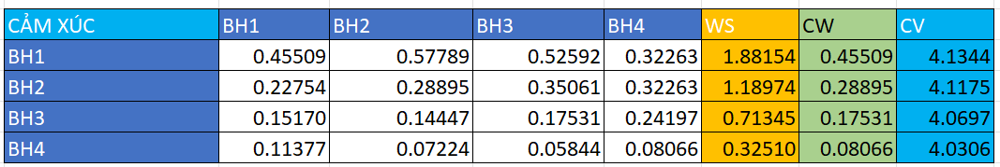 CẢM XÚC BH1 BH2 BH3 BH4 WS CW CV
BH1 0.45509 0.57789 0.52592 0.32263 1.88154 0.45509 4.1344
BH2 0.22754 0.28895 0.35061 0.32263 1.18974 0.28895 4.1175
BH3 0.15170 0.14447 0.17531 0.24197 0.71345 0.17531 4.0697
BH4 0.11377 0.07224 0.05844 0.08066 0.32510 0.08066 4.0306